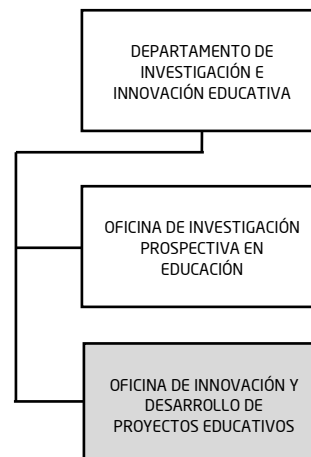 DEPARTAMENTO DE
INVESTIGACIÓN E
INNOVACIÓN EDUCATIVA
OFICINA DE INVESTIGACIÓN
PROSPECTIVA EN
EDUCACIÓN
OFICINA DE INNOVACIÓN Y
DESARROLLO DE
PROYECTOS EDUCATIVOS